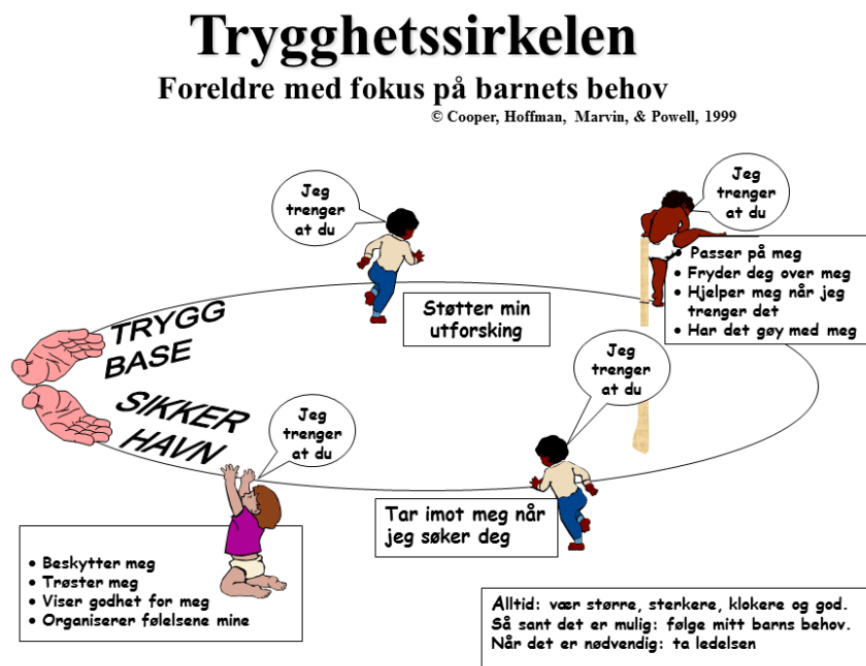 Trygghetssirkelen
Foreldre med fokus på barnets behov
© Cooper, Hoffman, Marvin, & Powell, 1999
Jeg
trenger
at du
Støtter min
utforsking
Jeg
trenger
at du
• Passer på meg
• Fryder deg over meg
• Hjelper meg når jeg
trenger det
• Har det gøy med meg
TRYGG
BASE
SIKKER
HAVN
Jeg
trenger
at du
Tar imot meg når
jeg søker deg
Jeg
trenger
at du
• Beskytter meg
• Trøster meg
• Viser godhet for meg
• Organiserer følelsene mine
Alltid: vær større, sterkere, klokere og god.
Så sant det er mulig: følge mitt barns behov.
Når det er nødvendig: ta ledelsen